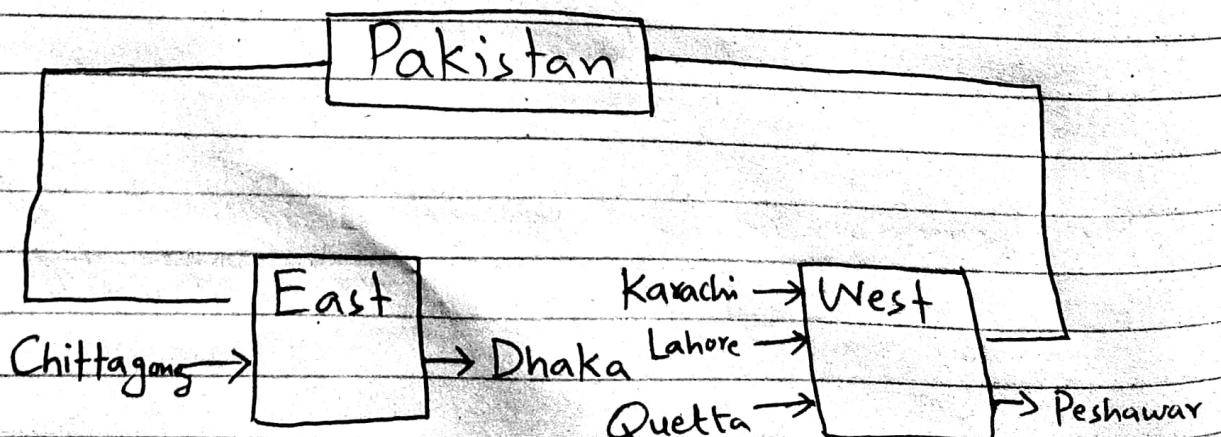 Pakistan
East
Karachi West
Chittagong Dhaka Lahore
Quetta Peshawar